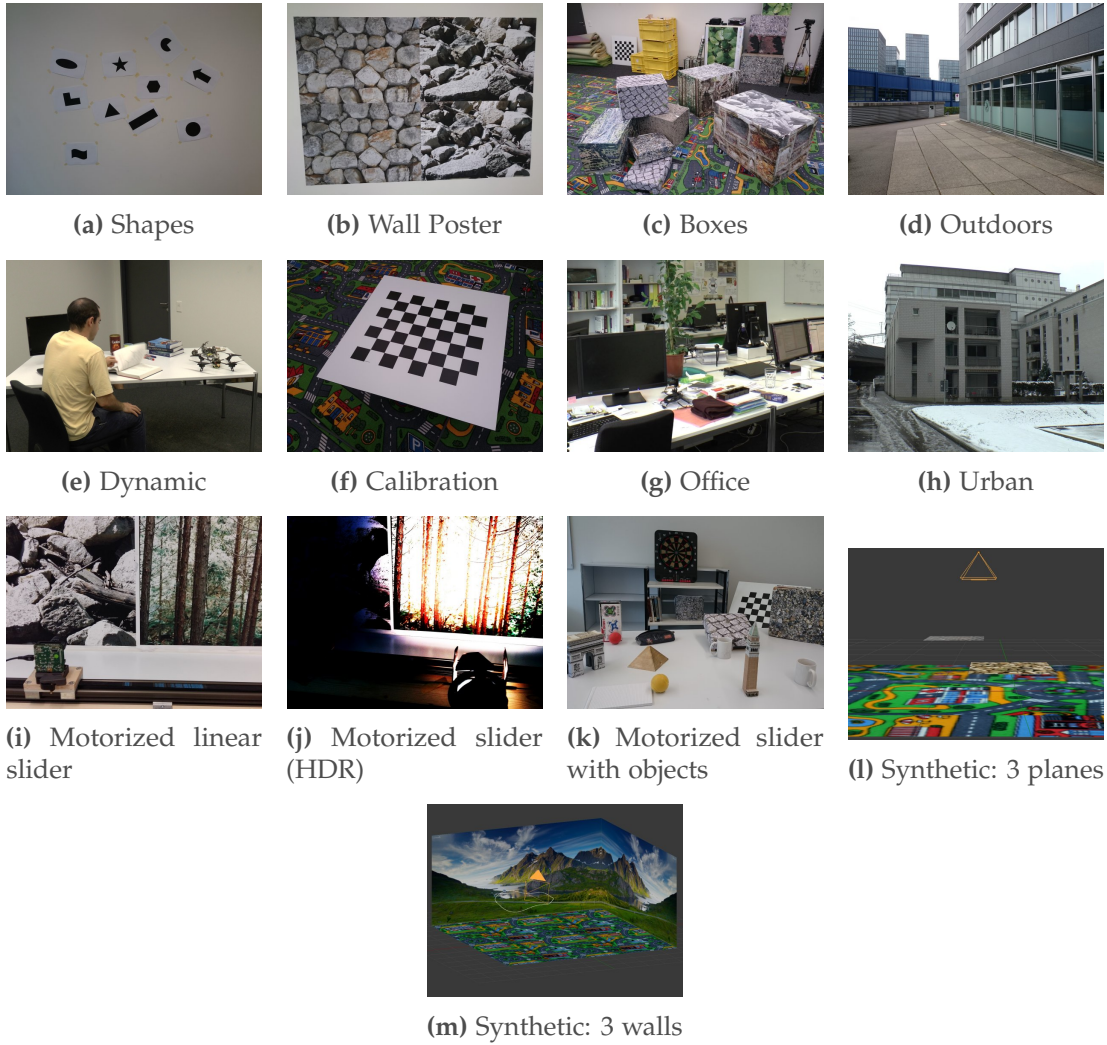 (a) Shapes
(b) Wall Poster
(c) Boxes
(d) Outdoors
(e) Dynamic
(f) Calibration
(g) Office
(h) Urban
(i) Motorized linear
slider
(j) Motorized slider
(HDR)
(k) Motorized slider
with objects
(l) Synthetic: 3 planes
(m) Synthetic: 3 walls